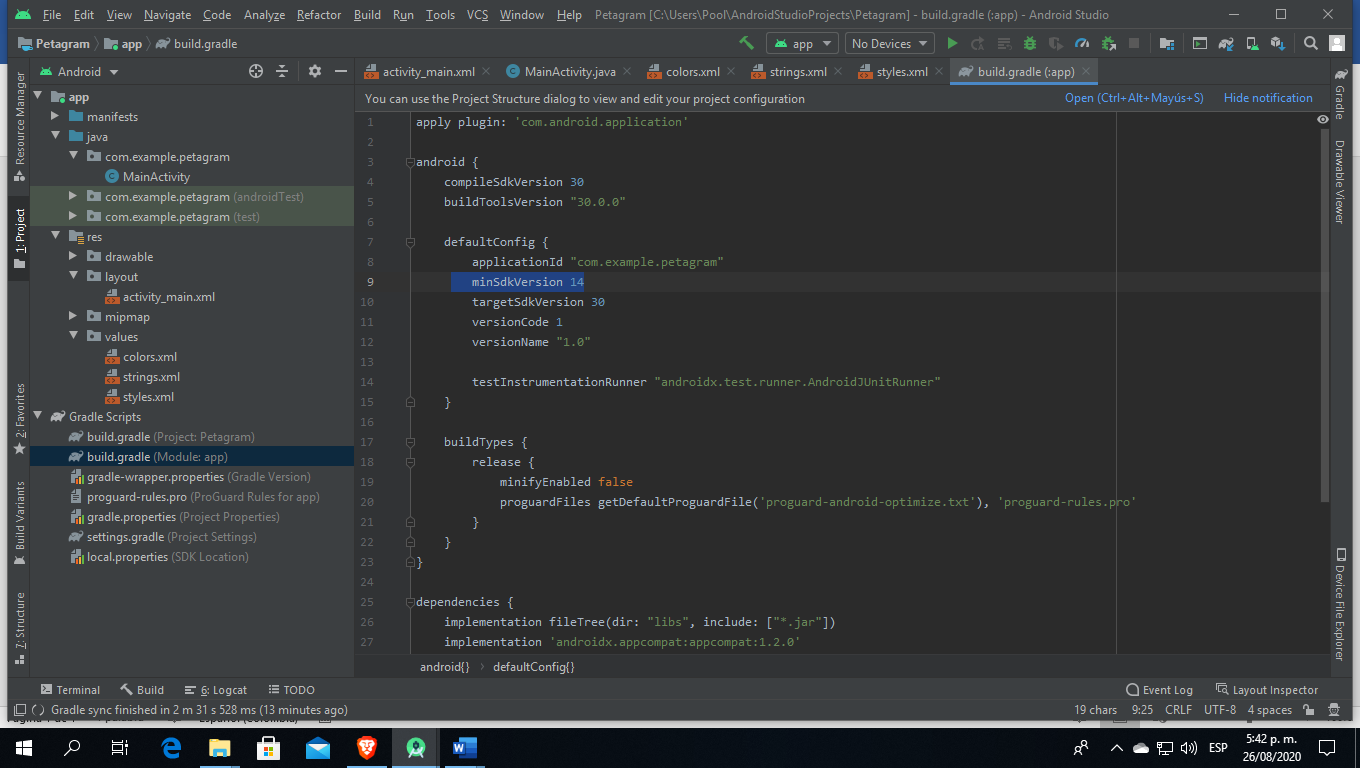 File Edit View Navigate Code Analyze Refactor Build Run Tools VCS Window Help Petagram [C:\Users\Pool\AndroidStudioProjects\Petagram] - build.gradle (:app) - Android Studio
Petagram app build.gradle
app No Devices
Android
activity_main.xml MainActivity.java colors.xml strings.xml styles.xml build.gradle (:app)
You can use the Project Structure dialog to view and edit your project configuration Open (Ctrl+Alt+Mayús+S) Hide notification
Resource Manager
1: Project
2: Favorites
Build Variants
7: Structure
app
manifests
java
com.example.petagram
MainActivity
com.example.petagram (androidTest)
com.example.petagram (test)
res
drawable
layout
activity_main.xml
mipmap
values
colors.xml
strings.xml
styles.xml
Gradle Scripts
build.gradle (Project: Petagram)
build.gradle (Module: app)
gradle-wrapper.properties (Gradle Version)
proguard-rules.pro (ProGuard Rules for app)
gradle.properties (Project Properties)
settings.gradle (Project Settings)
local.properties (SDK Location)
1 apply plugin: 'com.android.application'
2
3 android {
4 compileSdkVersion 30
5 buildToolsVersion "30.0.0"
6
7 defaultConfig {
8 applicationId "com.example.petagram"
9 minSdkVersion 14
10 targetSdkVersion 30
11 versionCode 1
12 versionName "1.0"
13
14 testInstrumentationRunner "androidx.test.runner.AndroidJUnitRunner"
15 }
16
17 buildTypes {
18 release {
19 minifyEnabled false
20 proguardFiles getDefaultProguardFile('proguard-android-optimize.txt'), 'proguard-rules.pro'
21 }
22 }
23 }
24
25 dependencies {
26 implementation fileTree(dir: "libs", include: ["*.jar"])
27 implementation 'androidx.appcompat:appcompat:1.2.0'
android{} defaultConfig{}
Gradle
Drawable Viewer
Device File Explorer
Terminal Build 6: Logcat TODO Event Log Layout Inspector
Gradle sync finished in 2 m 31 s 528 ms (13 minutes ago) 19 chars 9:25 CRLF UTF-8 4 spaces
ESP
5:42 p. m.
26/08/2020